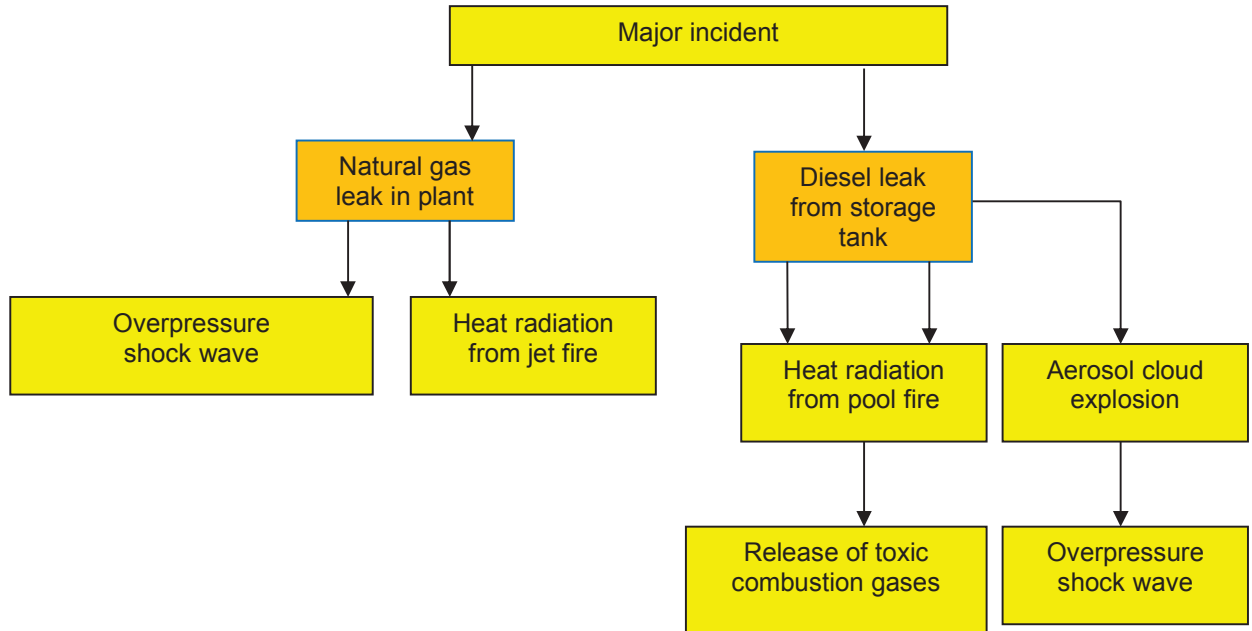 Major incident
Natural gas
leak in plant
Diesel leak
from storage
tank
Overpressure
shock wave
Heat radiation
from jet fire
Heat radiation
from pool fire
Aerosol cloud
explosion
Release of toxic
combustion gases
Overpressure
shock wave